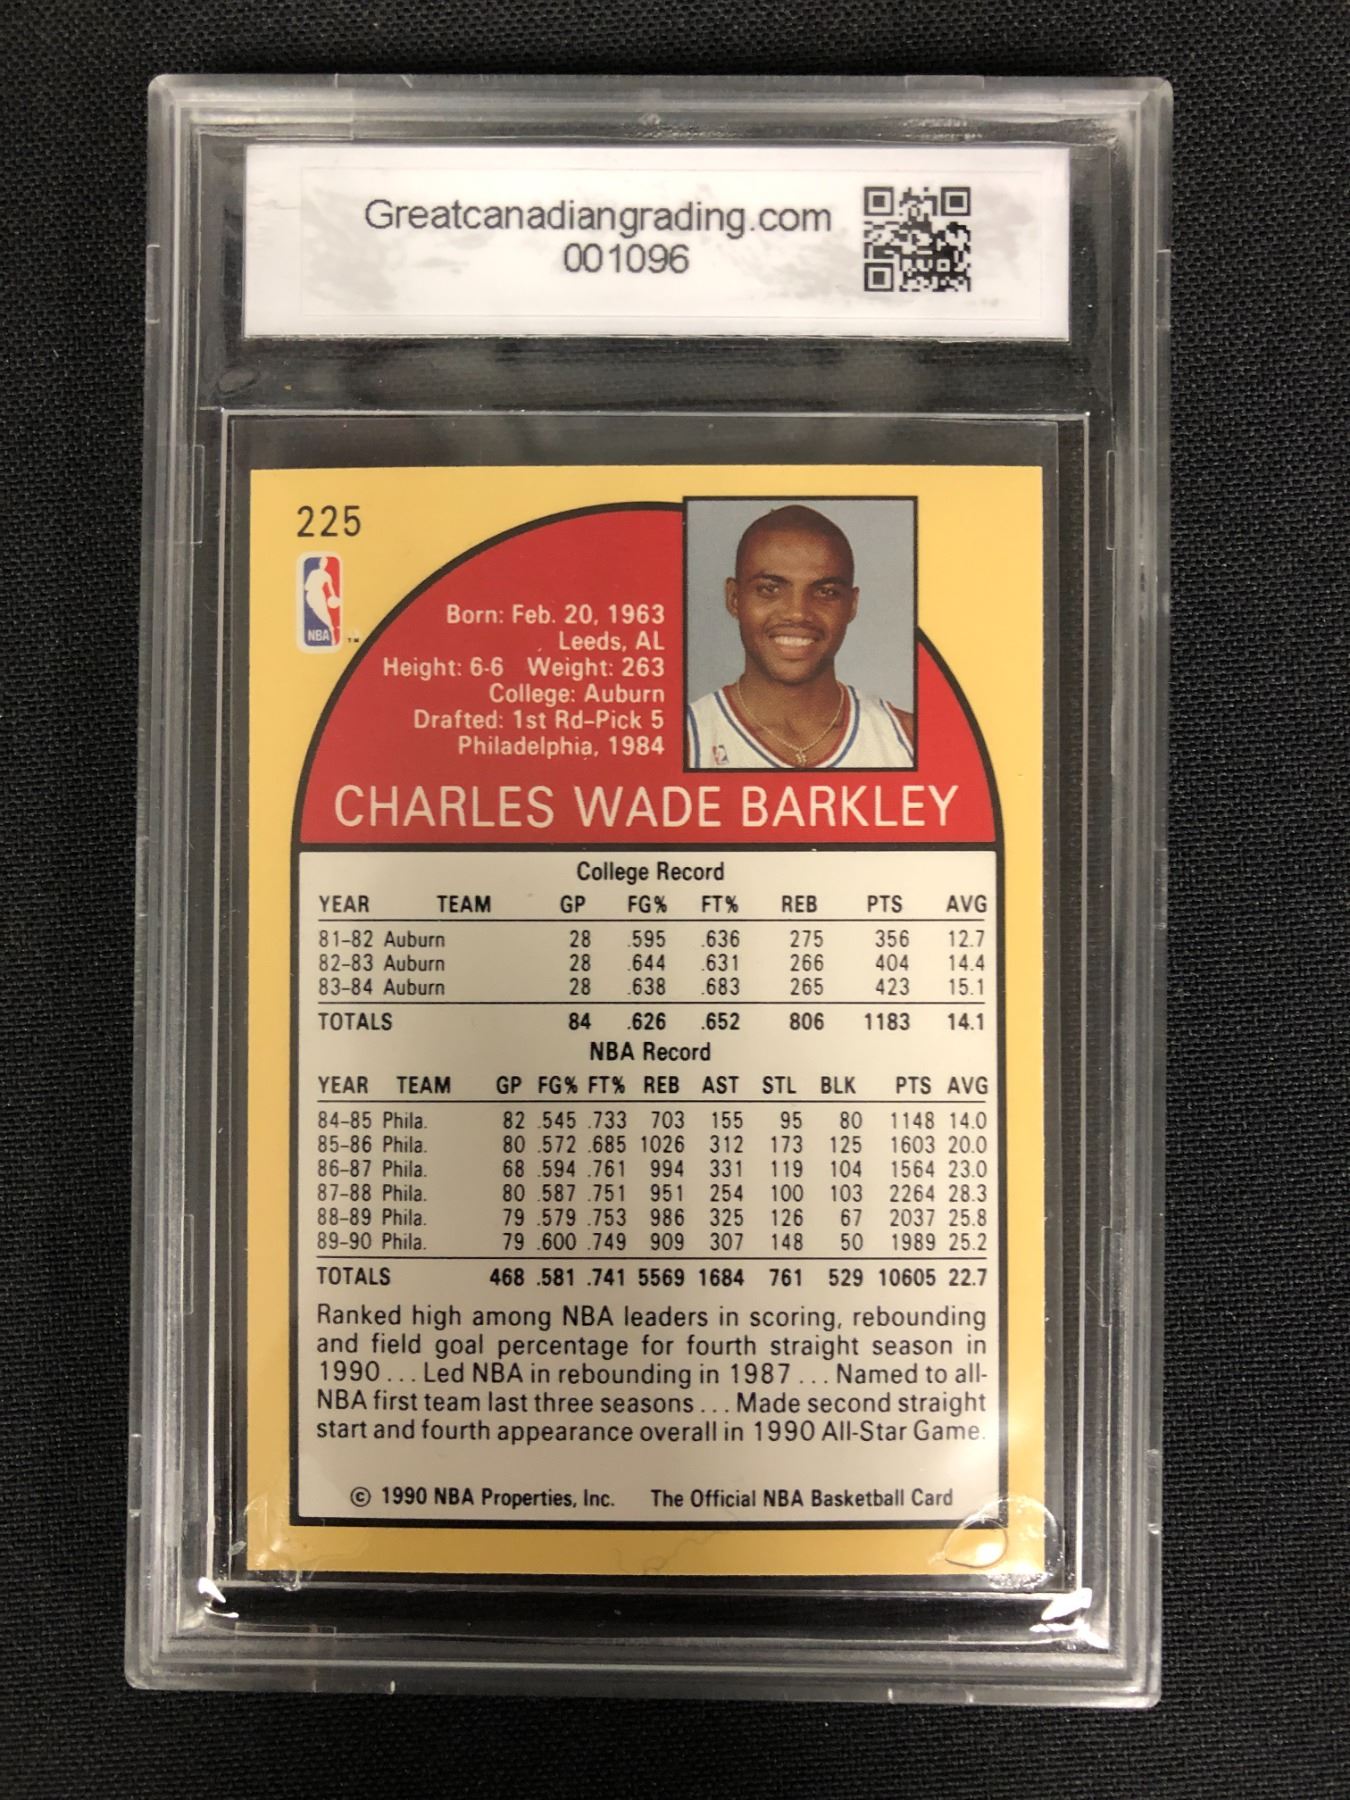 Greatcanadiangrading.com
001096
225
NBA
TM
Born: Feb. 20, 1963
Leeds, AL
Height: 6-6 Weight: 263
College: Auburn
Drafted: 1st Rd-Pick 5
Philadelphia, 1984
CHARLES WADE BARKLEY
College Record
YEAR TEAM GP FG% FT% REB PTS AVG
81-82 Auburn 28 .595 .636 275 356 12.7
82-83 Auburn 28 .644 .631 266 404 14.4
83-84 Auburn 28 .638 .683 265 423 15.1
TOTALS 84 .626 .652 806 1183 14.1
NBA Record
YEAR TEAM GP FG% FT% REB AST STL BLK PTS AVG
84-85 Phila. 82 .545 .733 703 155 95 80 1148 14.0
85-86 Phila. 80 .572 .685 1026 312 173 125 1603 20.0
86-87 Phila. 68 .594 .761 994 331 119 104 1564 23.0
87-88 Phila. 80 .587 .751 951 254 100 103 2264 28.3
88-89 Phila. 79 .579 .753 986 325 126 67 2037 25.8
89-90 Phila. 79 .600 .749 909 307 148 50 1989 25.2
TOTALS 468 .581 .741 5569 1684 761 529 10605 22.7
Ranked high among NBA leaders in scoring, rebounding
and field goal percentage for fourth straight season in
1990 . . . Led NBA in rebounding in 1987 . . . Named to all-
NBA first team last three seasons . . . Made second straight
start and fourth appearance overall in 1990 All-Star Game.
© 1990 NBA Properties, Inc. The Official NBA Basketball Card